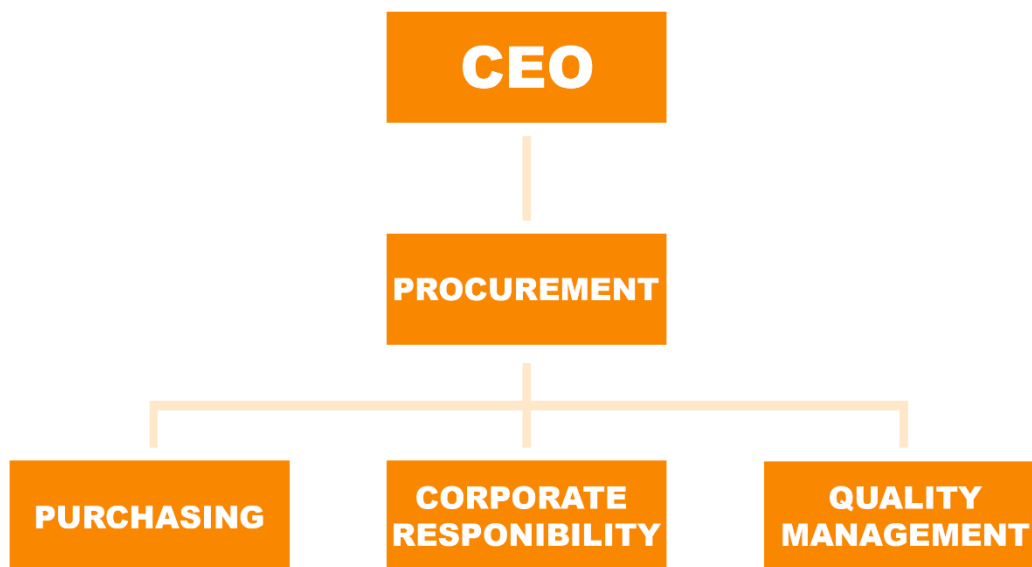 CEO
PROCUREMENT
PURCHASING
CORPORATE
RESPONIBILITY
QUALITY
MANAGEMENT